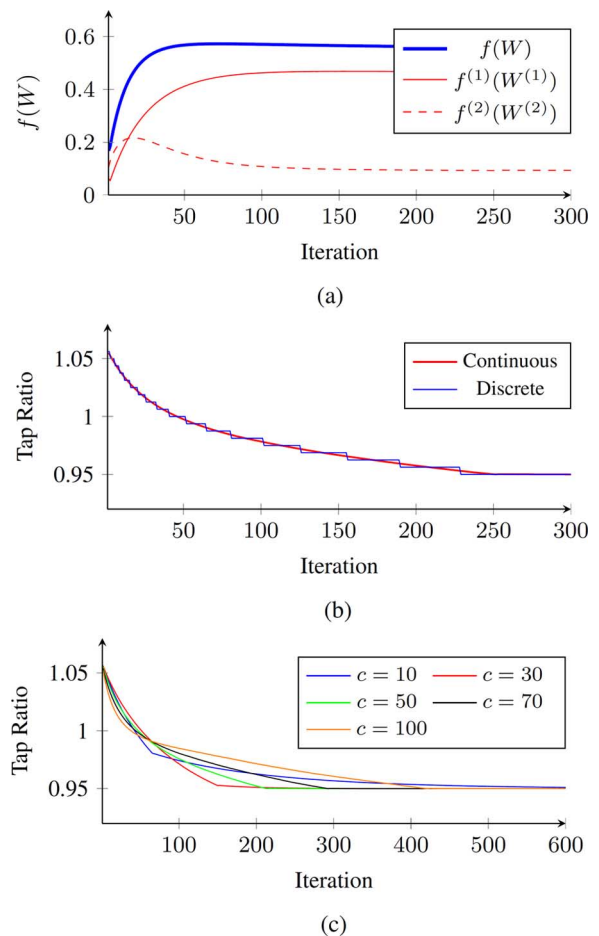 0.6
0.4
0.2
0
f(W)
f(W)
f^{(1)}(W^{(1)})
f^{(2)}(W^{(2)})
50 100 150 200 250 300
Iteration
(a)
1.05
1
0.95
Tap Ratio
Continuous
Discrete
50 100 150 200 250 300
Iteration
(b)
1.05
1
0.95
Tap Ratio
c = 10 c = 30
c = 50 c = 70
c = 100
100 200 300 400 500 600
Iteration
(c)